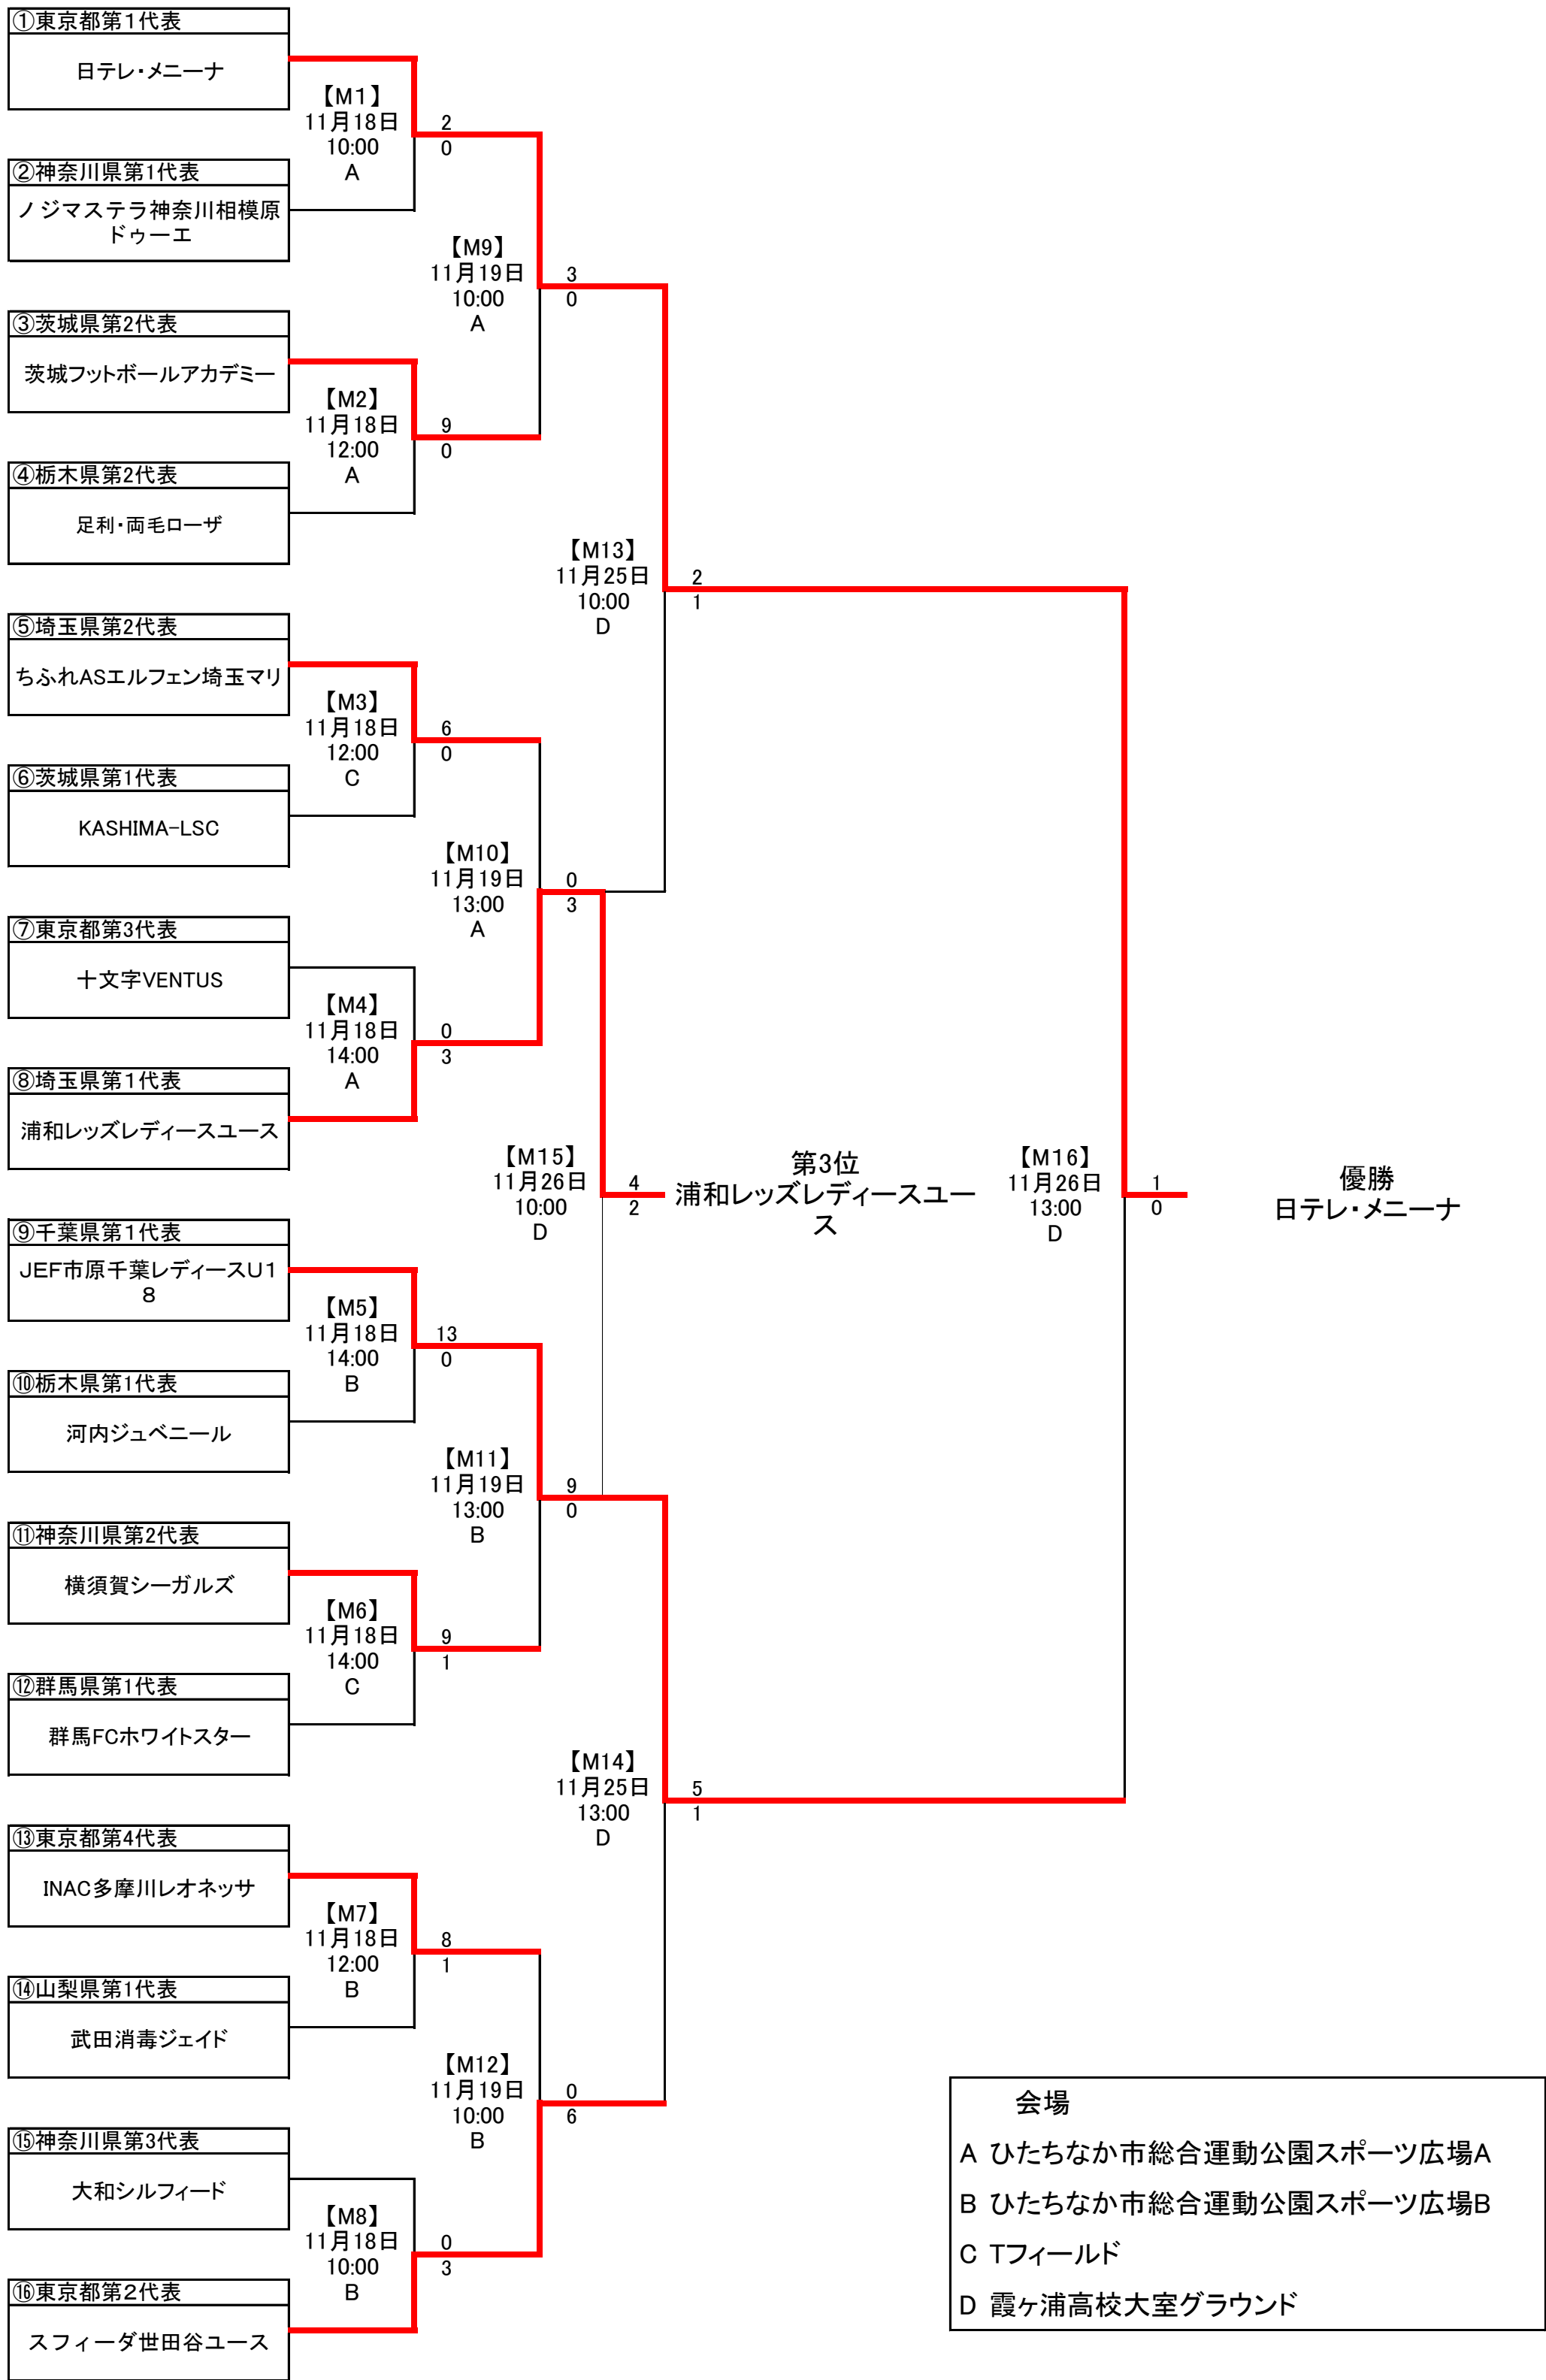 ①東京都第1代表
日テレ・メニーナ
【M1】
11月18日
10:00
A
2
0
②神奈川県第1代表
ノジマステラ神奈川相模原
ドゥーエ
【M9】
11月19日
10:00
A
3
0
③茨城県第2代表
茨城フットボールアカデミー
【M2】
11月18日
12:00
A
9
0
④栃木県第2代表
足利・両毛ローザ
【M13】
11月25日
10:00
D
2
1
⑤埼玉県第2代表
ちふれASエルフェン埼玉マリ
【M3】
11月18日
12:00
C
6
0
⑥茨城県第1代表
KASHIMA-LSC
【M10】
11月19日
13:00
A
0
3
⑦東京都第3代表
十文字VENTUS
【M4】
11月18日
14:00
A
0
3
⑧埼玉県第1代表
浦和レッズレディースユース
【M15】
11月26日
10:00
D
4
2
第3位
浦和レッズレディースユー
ス
【M16】
11月26日
13:00
D
1
0
優勝
日テレ・メニーナ
⑨千葉県第1代表
JEF市原千葉レディースU1
8
【M5】
11月18日
14:00
B
13
0
⑩栃木県第1代表
河内ジュベニール
【M11】
11月19日
13:00
B
9
0
⑪神奈川県第2代表
横須賀シーガルズ
【M6】
11月18日
14:00
C
9
1
⑫群馬県第1代表
群馬FCホワイトスター
【M14】
11月25日
13:00
D
5
1
⑬東京都第4代表
INAC多摩川レオネッサ
【M7】
11月18日
12:00
B
8
1
⑭山梨県第1代表
武田消毒ジェイド
【M12】
11月19日
10:00
B
0
6
⑮神奈川県第3代表
大和シルフィード
【M8】
11月18日
10:00
B
0
3
⑯東京都第2代表
スフィーダ世田谷ユース
会場
A ひたちなか市総合運動公園スポーツ広場A
B ひたちなか市総合運動公園スポーツ広場B
C Tフィールド
D 霞ヶ浦高校大室グラウンド